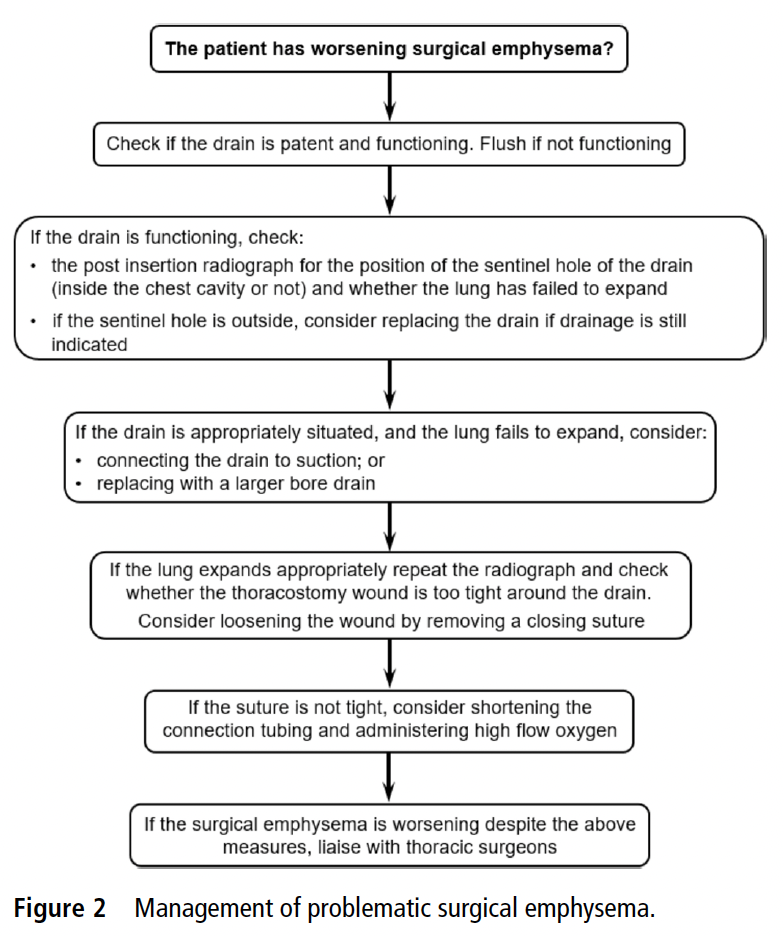 The patient has worsening surgical emphysema?
Check if the drain is patent and functioning. Flush if not functioning
If the drain is functioning, check:
• the post insertion radiograph for the position of the sentinel hole of the drain
(inside the chest cavity or not) and whether the lung has failed to expand
• if the sentinel hole is outside, consider replacing the drain if drainage is still
indicated
If the drain is appropriately situated, and the lung fails to expand, consider:
• connecting the drain to suction; or
• replacing with a larger bore drain
If the lung expands appropriately repeat the radiograph and check
whether the thoracostomy wound is too tight around the drain.
Consider loosening the wound by removing a closing suture
If the suture is not tight, consider shortening the
connection tubing and administering high flow oxygen
If the surgical emphysema is worsening despite the above
measures, liaise with thoracic surgeons
Figure 2 Management of problematic surgical emphysema.